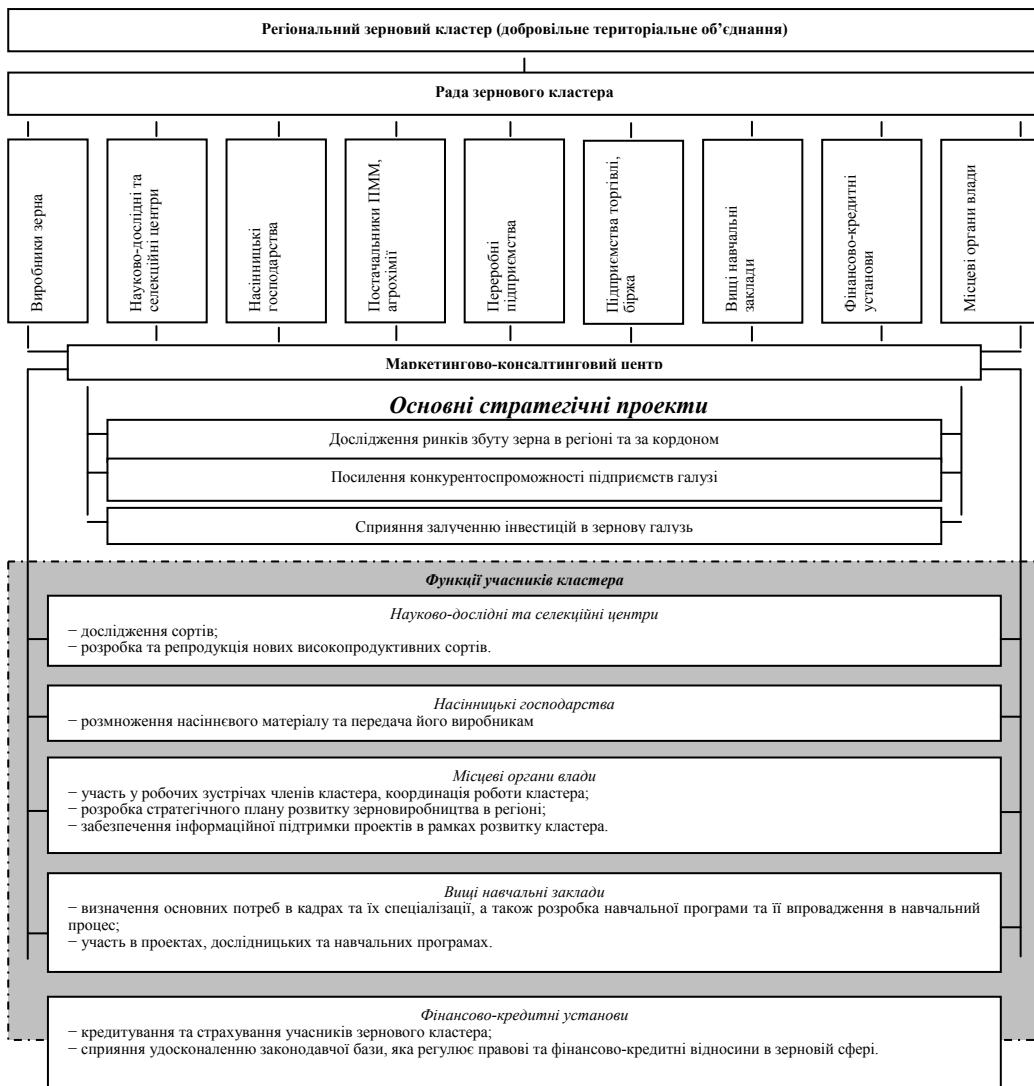 Регіональний зерновий кластер (добровільне територіальне об’єднання)
Рада зернового кластера
Виробники зерна
Науково-дослідні та
селекційні центри
Насінницькі
господарства
Постачальники ПММ,
агрохімії
Переробні
підприємства
Підприємства торгівлі,
біржа
Вищі навчальні
заклади
Фінансово-кредитні
установи
Місцеві органи влади
Маркетингово-консалтинговий центр
Основні стратегічні проекти
Дослідження ринків збуту зерна в регіоні та за кордоном
Посилення конкурентоспроможності підприємств галузі
Сприяння залученню інвестицій в зернову галузь
Функції учасників кластера
Науково-дослідні та селекційні центри
− дослідження сортів;
− розробка та репродукція нових високопродуктивних сортів.
Насінницькі господарства
− розмноження насіннєвого матеріалу та передача його виробникам
Місцеві органи влади
− участь у робочих зустрічах членів кластера, координація роботи кластера;
− розробка стратегічного плану розвитку зерновиробництва в регіоні;
− забезпечення інформаційної підтримки проектів в рамках розвитку кластера.
Вищі навчальні заклади
− визначення основних потреб в кадрах та їх спеціалізації, а також розробка навчальної програми та її впровадження в навчальний
процес;
− участь в проектах, дослідницьких та навчальних програмах.
Фінансово-кредитні установи
− кредитування та страхування учасників зернового кластера;
− сприяння удосконаленню законодавчої бази, яка регулює правові та фінансово-кредитні відносини в зерновій сфері.